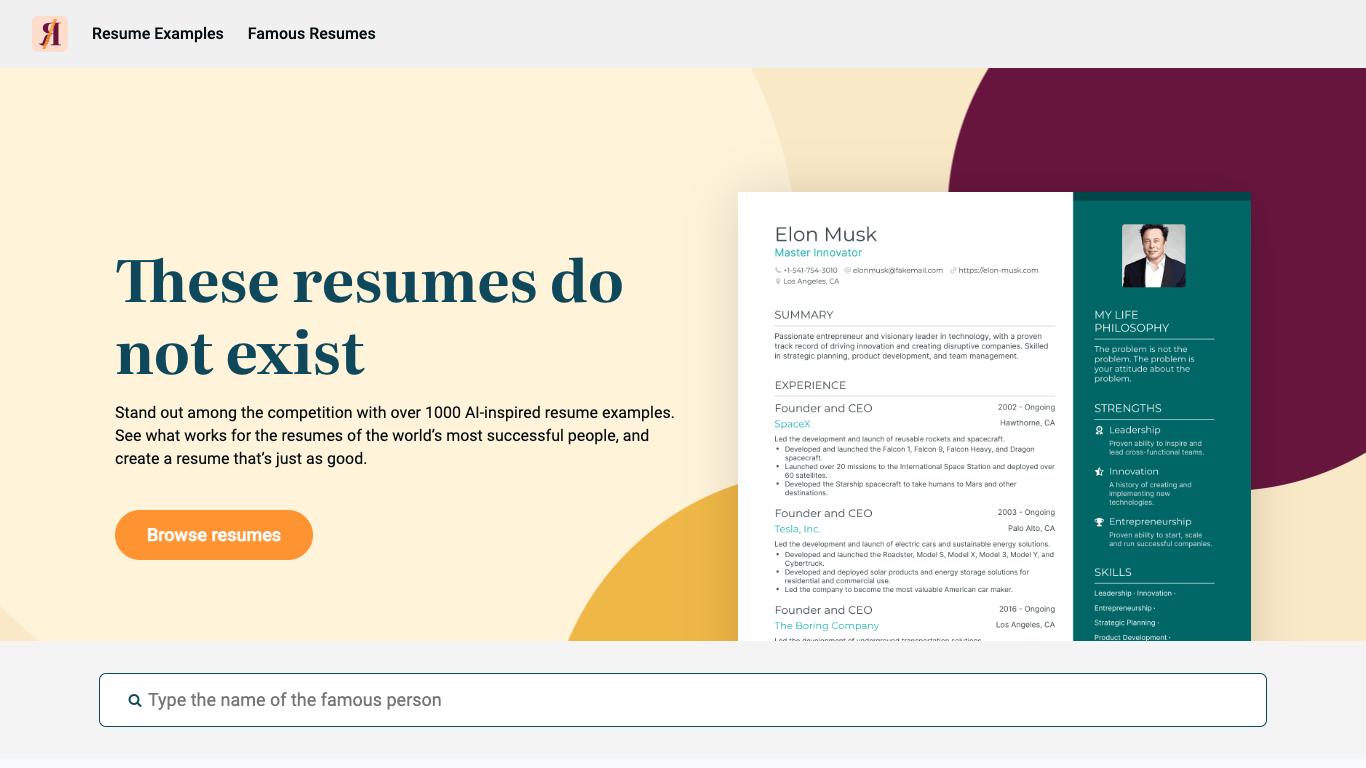 Resume Examples
Famous Resumes
These resumes do
not exist
Stand out among the competition with over 1000 AI-inspired resume examples.
See what works for the resumes of the world's most successful people, and
create a resume that's just as good.
Browse resumes
Elon Musk
Master Innovator
+1-541-754-3010 elonmusk@fakemail.com https://elon-musk.com
Los Angeles, CA
SUMMARY
Passionate entrepreneur and visionary leader in technology, with a proven
track record of driving innovation and creating disruptive companies. Skilled
in strategic planning, product development, and team management.
EXPERIENCE
Founder and CEO 2002 - Ongoing
SpaceX Hawthorne, CA
Led the development and launch of reusable rockets and spacecraft.
• Developed and launched the Falcon 1, Falcon 9, Falcon Heavy, and Dragon
spacecraft.
• Launched over 20 missions to the International Space Station and deployed over
60 satellites.
• Developed the Starship spacecraft to take humans to Mars and other
destinations.
Founder and CEO 2003 - Ongoing
Tesla, Inc. Palo Alto, CA
Led the development and launch of electric cars and sustainable energy solutions.
• Developed and launched the Roadster, Model S, Model X, Model 3, Model Y, and
Cybertruck.
• Developed and deployed solar products and energy storage solutions for
residential and commercial use.
• Led the company to become the most valuable American car maker.
Founder and CEO 2016 - Ongoing
The Boring Company Los Angeles, CA
Led the development of underground transportation solutions.
MY LIFE
PHILOSOPHY
The problem is not the
problem. The problem is
your attitude about the
problem.
STRENGTHS
Leadership
Proven ability to inspire and
lead cross-functional teams.
Innovation
A history of creating and
implementing new
technologies.
Entrepreneurship
Proven ability to start, scale
and run successful companies.
SKILLS
Leadership · Innovation ·
Entrepreneurship ·
Strategic Planning ·
Product Development ·
Type the name of the famous person